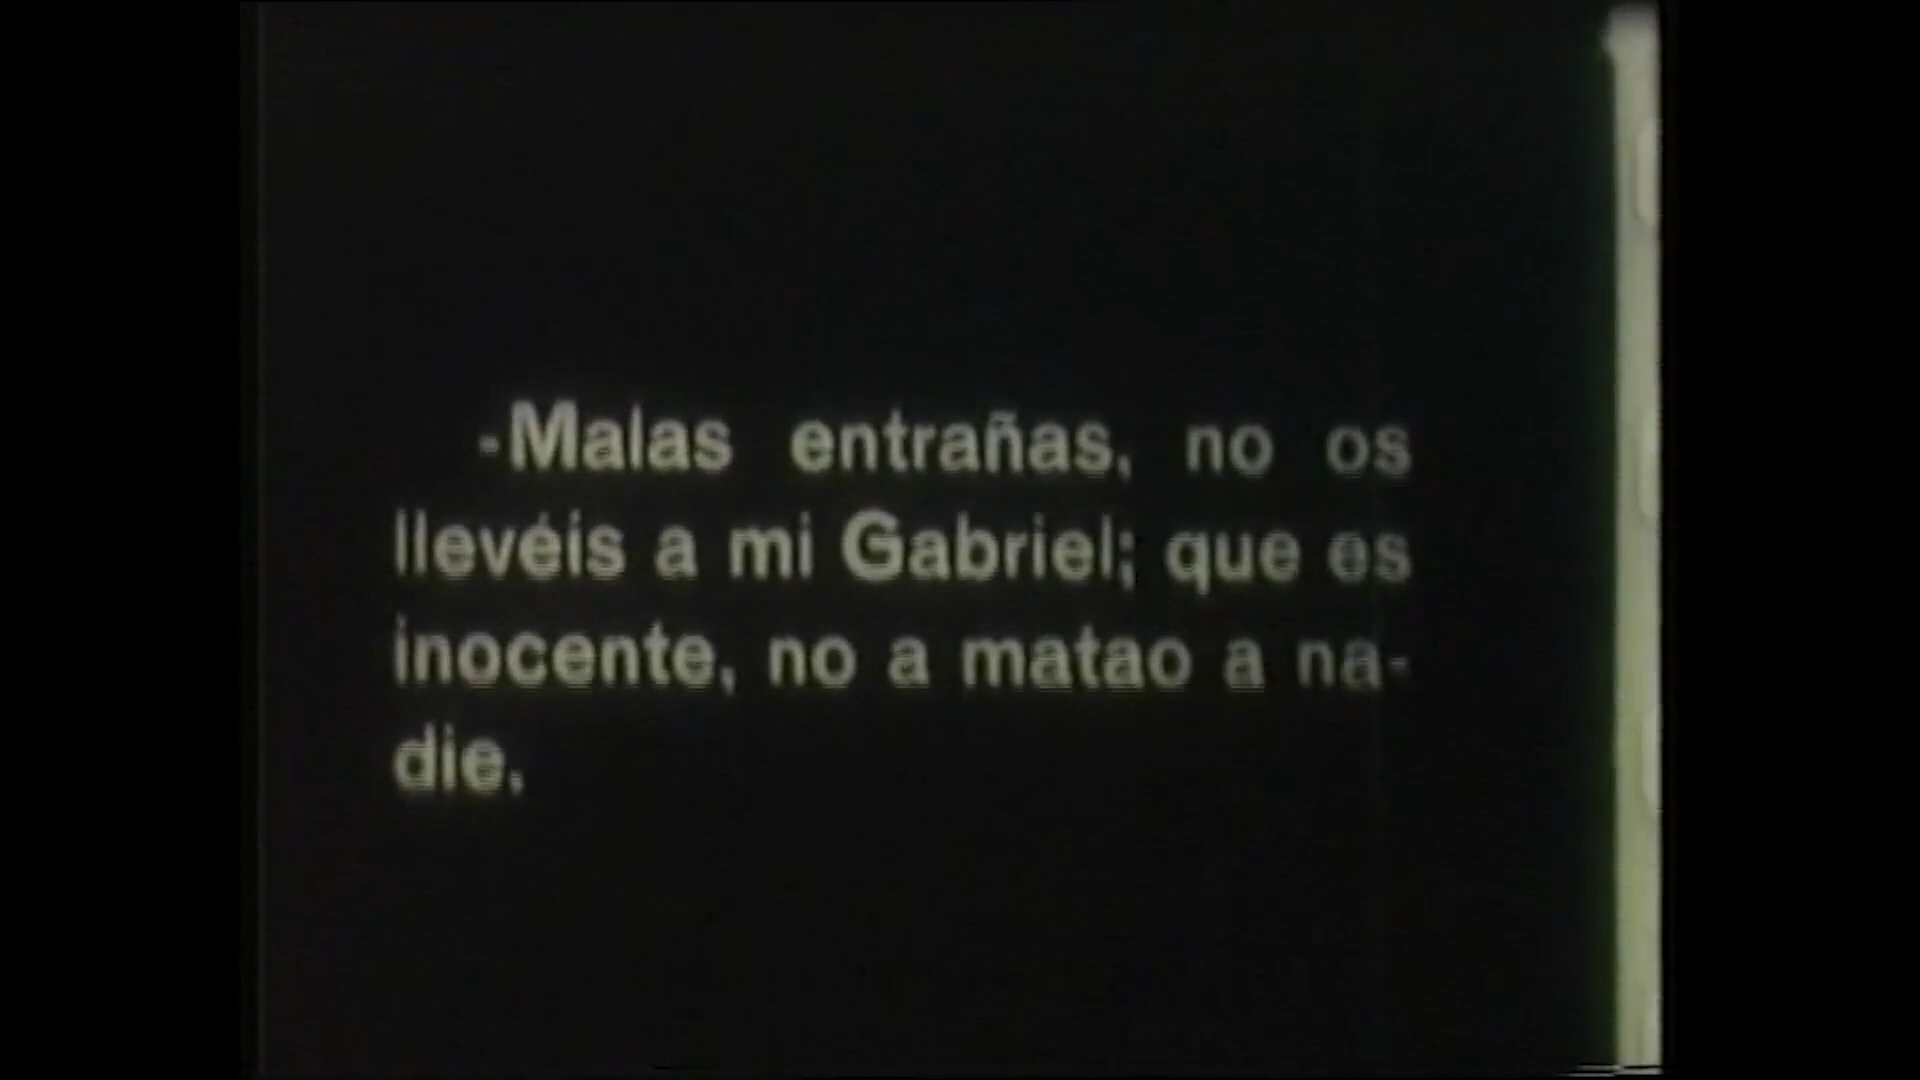 -Malas entrañas, no os
llevéis a mi Gabriel; que es
inocente, no a matao a na-
die.